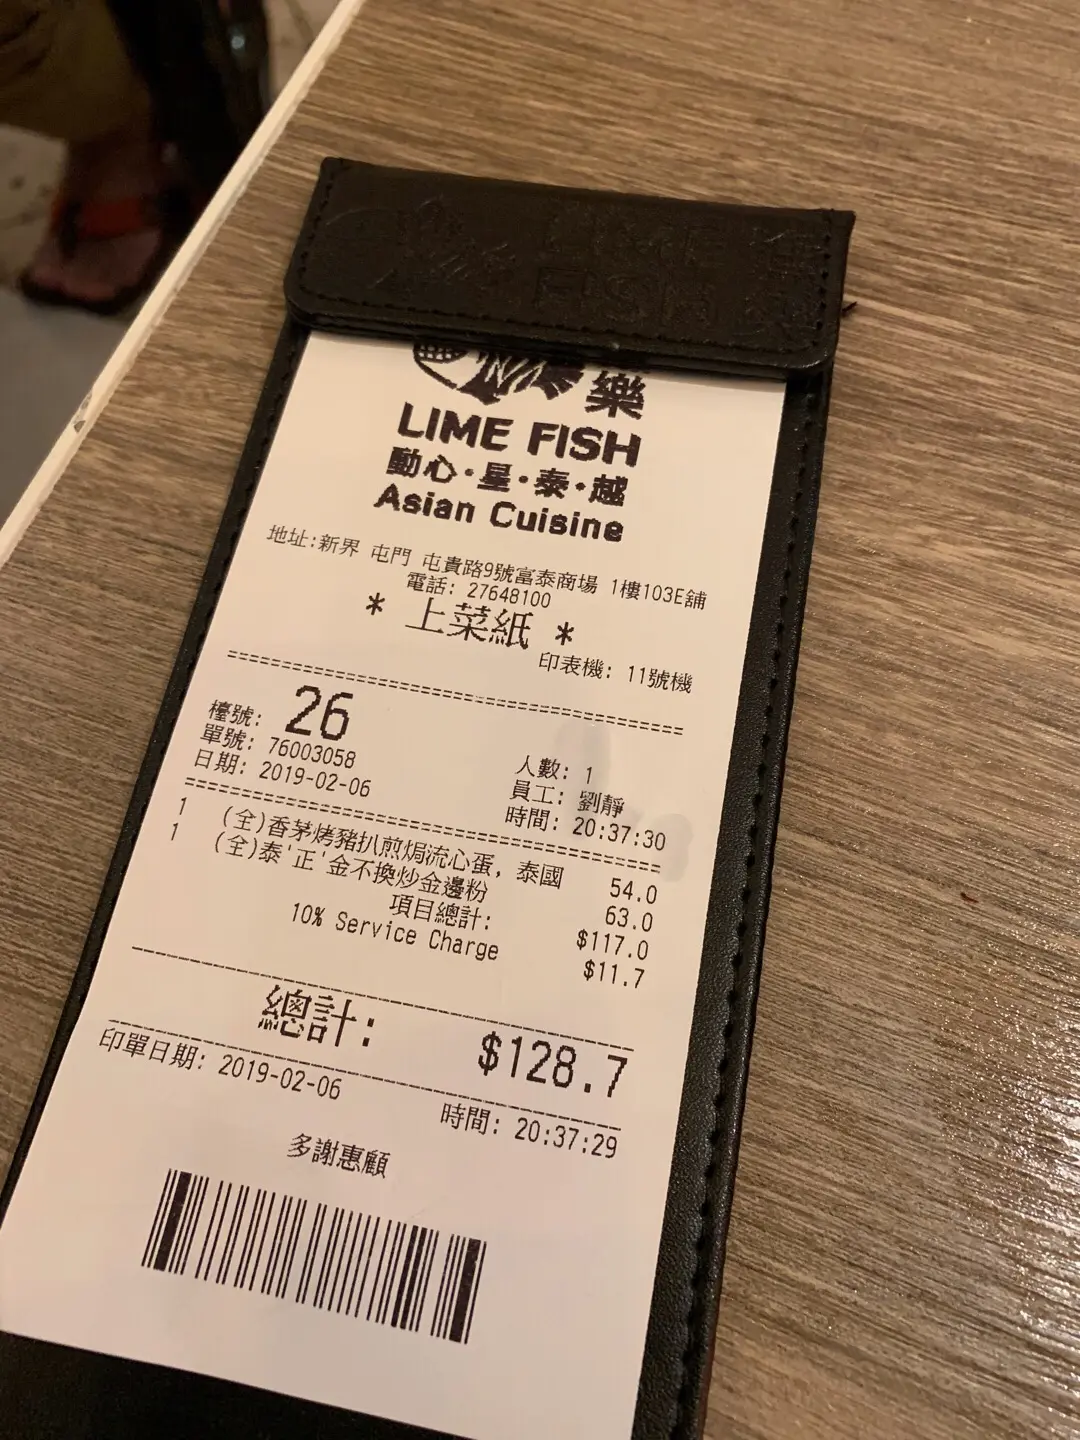 LIME
FISH
樂
LIME FISH
動心·星·泰·越
Asian Cuisine
地址:新界 屯門 屯貴路9號富泰商場 1樓103E舖
電話: 27648100
* 上菜紙 *
印表機: 11號機
檯號: 26
人數: 1
單號: 76003058
員工: 劉靜
日期: 2019-02-06
時間: 20:37:30
1 (全)香茅烤豬扒煎焗流心蛋, 泰國 54.0
1 (全)泰'正'金不換炒金邊粉 63.0
項目總計: $117.0
10% Service Charge $11.7
總計: $128.7
印單日期: 2019-02-06
時間: 20:37:29
多謝惠顧